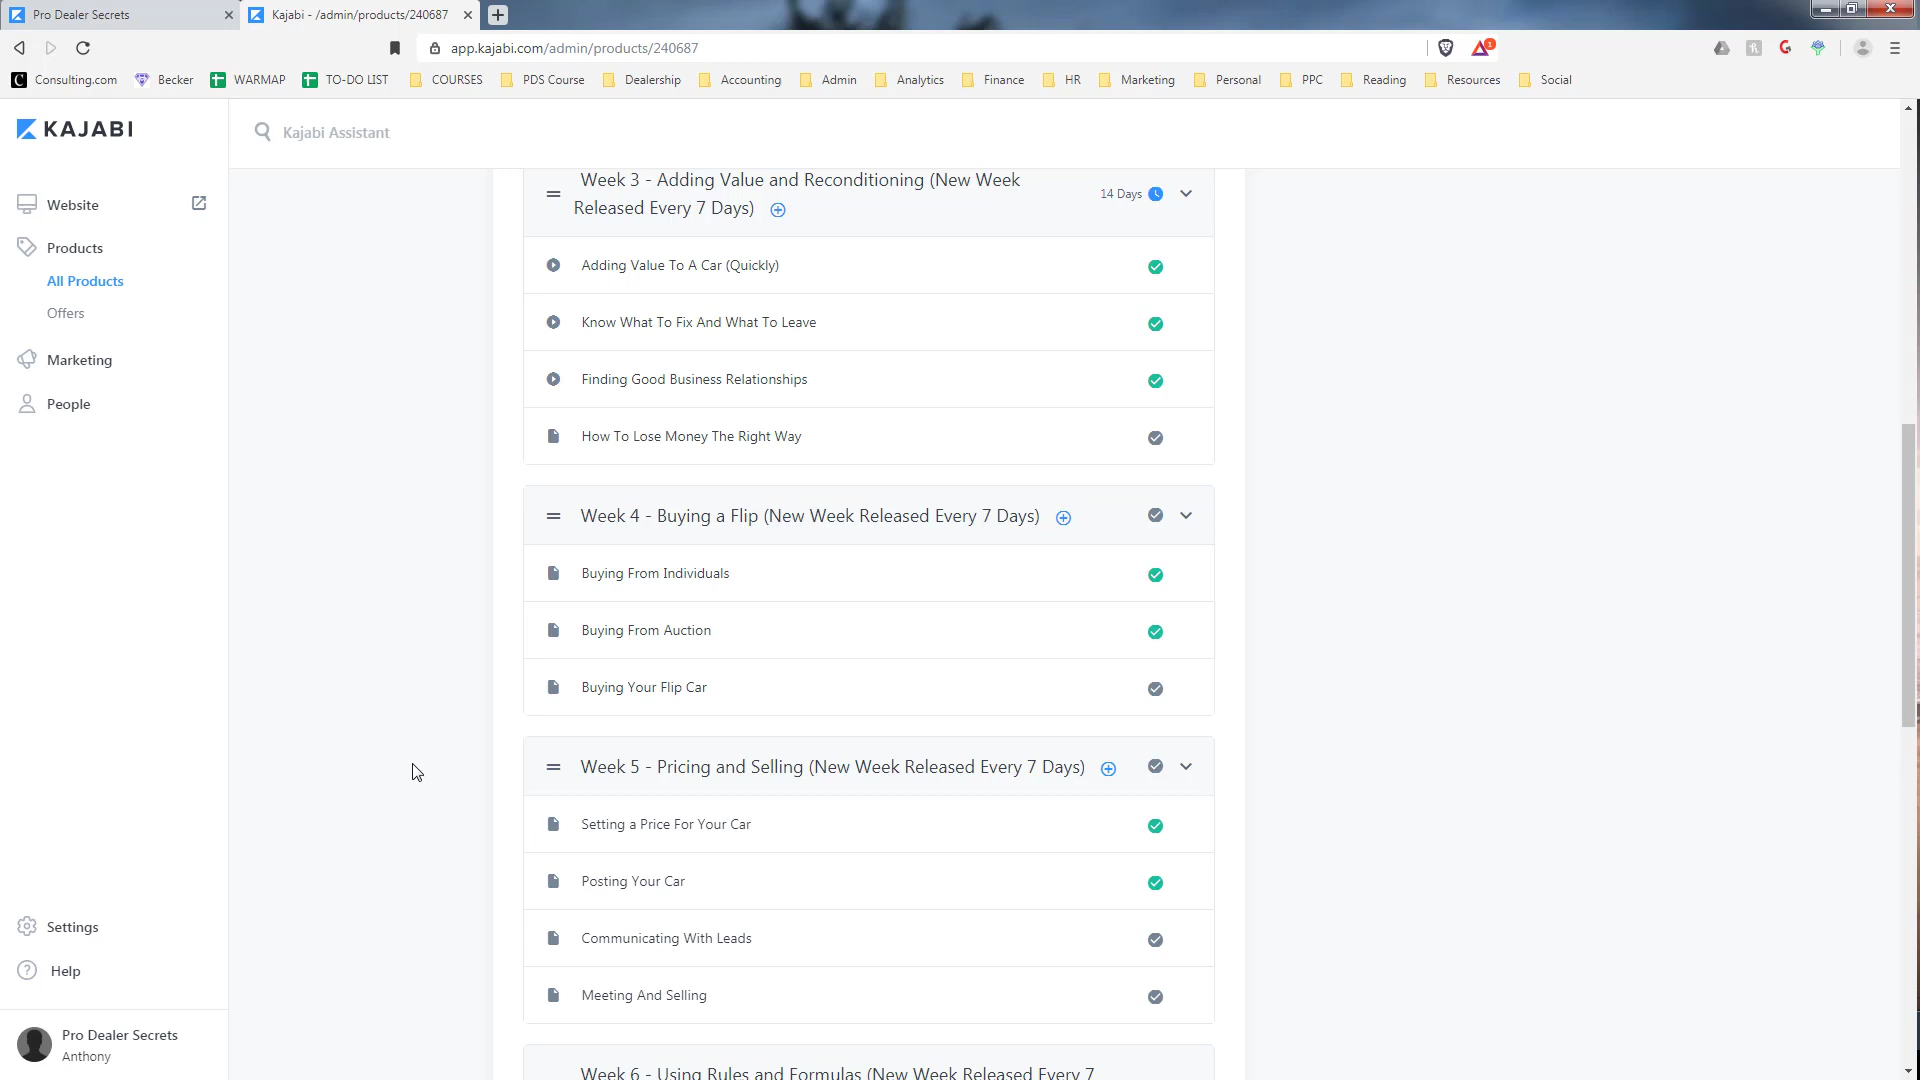 Pro Dealer Secrets
Kajabi - /admin/products/240687
app.kajabi.com/admin/products/240687
1
Consulting.com
Becker
WARMAP
TO-DO LIST
COURSES
PDS Course
Dealership
Accounting
Admin
Analytics
Finance
HR
Marketing
Personal
PPC
Reading
Resources
Social
KAJABI
Kajabi Assistant
Website
Products
All Products
Offers
Marketing
People
Settings
Help
Pro Dealer Secrets
Anthony
Week 3 - Adding Value and Reconditioning (New Week
Released Every 7 Days)
14 Days
Adding Value To A Car (Quickly)
Know What To Fix And What To Leave
Finding Good Business Relationships
How To Lose Money The Right Way
Week 4 - Buying a Flip (New Week Released Every 7 Days)
Buying From Individuals
Buying From Auction
Buying Your Flip Car
Week 5 - Pricing and Selling (New Week Released Every 7 Days)
Setting a Price For Your Car
Posting Your Car
Communicating With Leads
Meeting And Selling
Week 6 - Using Rules and Formulas (New Week Released Every 7